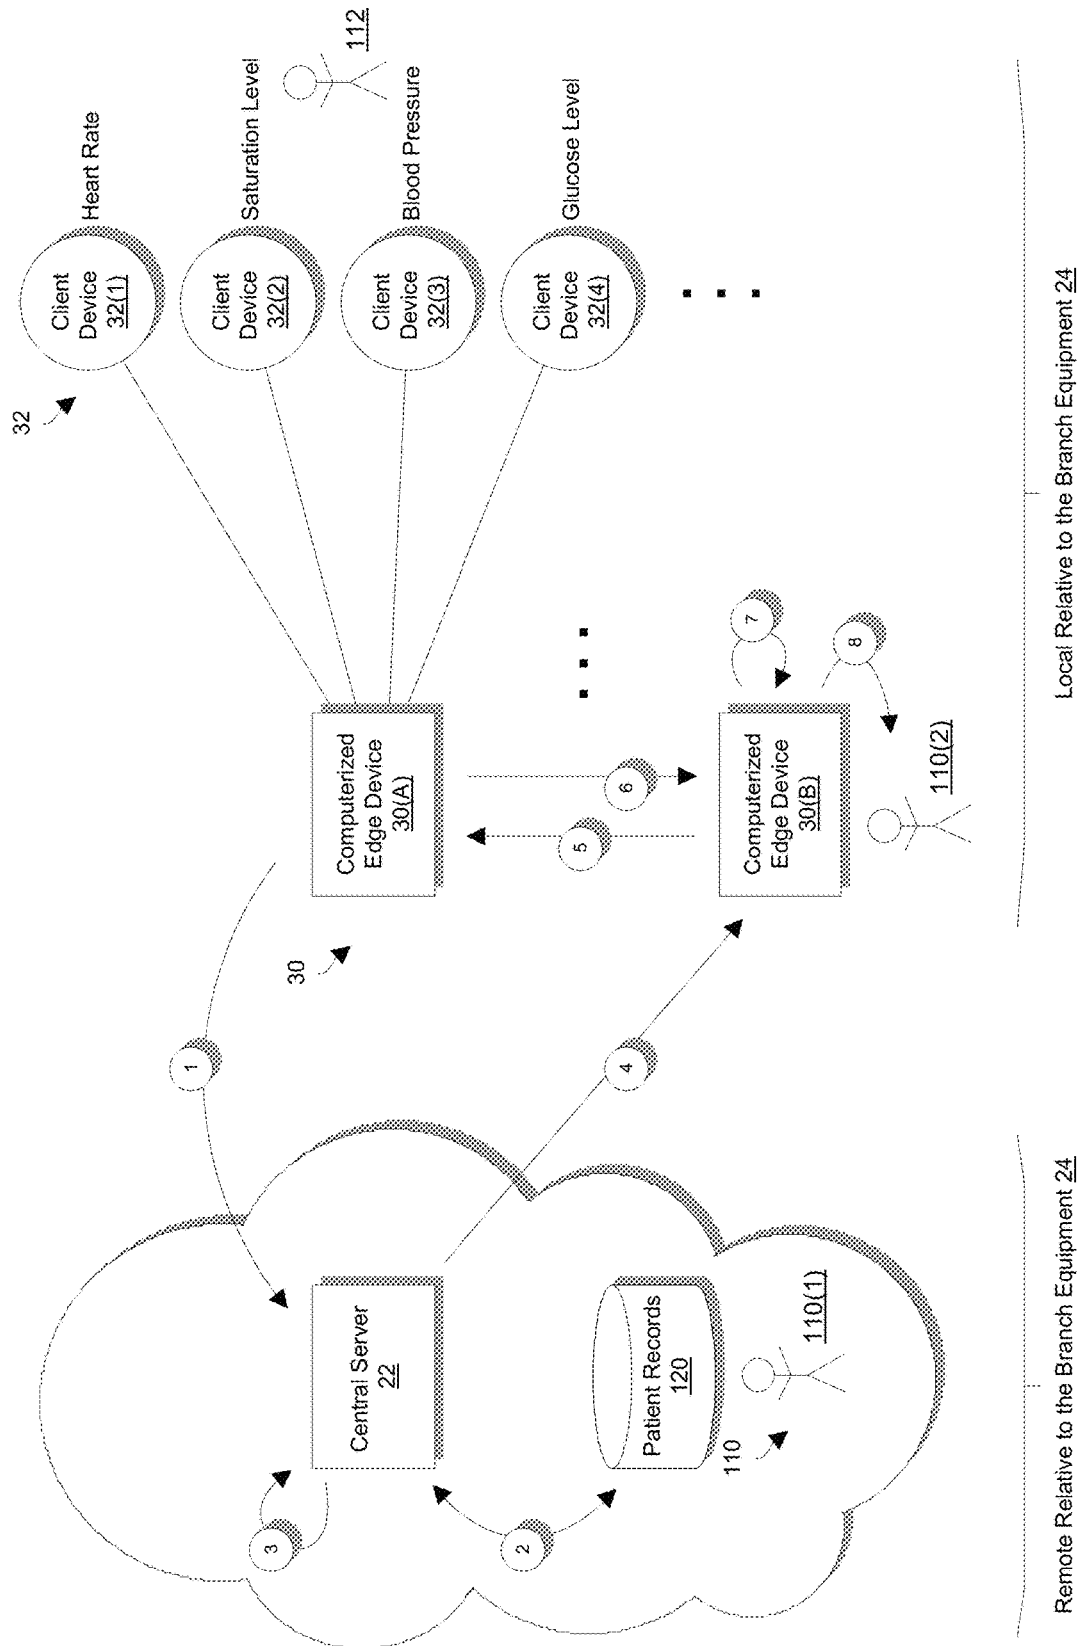 Client
Device
32(1)
Heart Rate
Client
Device
32(2)
Saturation Level
112
Client
Device
32(3)
Blood Pressure
Client
Device
32(4)
Glucose Level
32
Computerized
Edge Device
30(A)
30
1
6
5
7
8
Computerized
Edge Device
30(B)
110(2)
4
Central Server
22
3
2
Patient Records
120
110
110(1)
Remote Relative to the Branch Equipment 24
Local Relative to the Branch Equipment 24